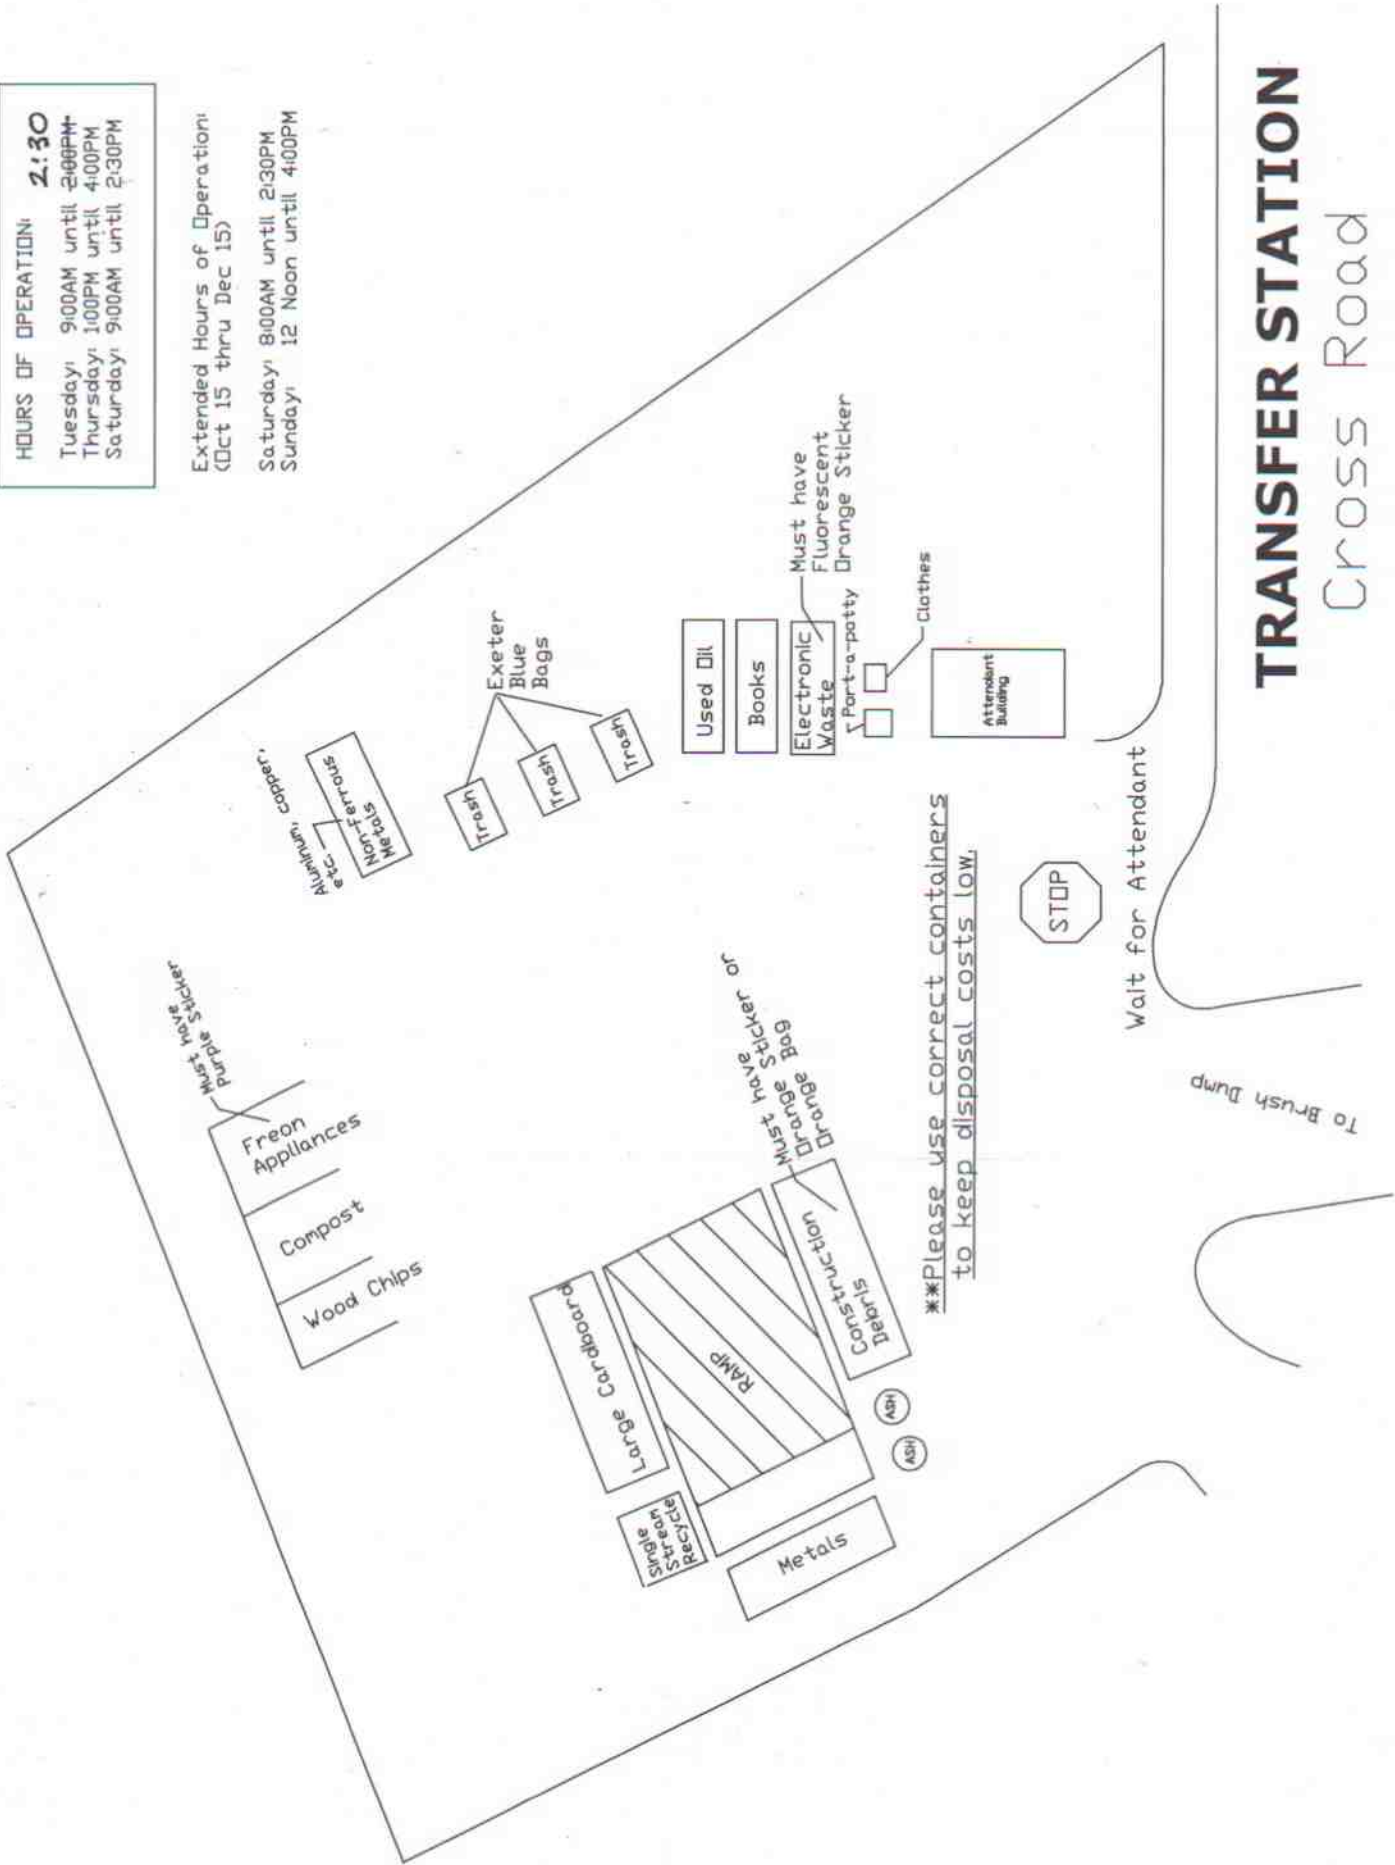 HOURS OF OPERATION:
2:30
Tuesday: 9:00AM until 2:00PM
Thursday: 1:00PM until 4:00PM
Saturday: 9:00AM until 2:30PM
Extended Hours of Operation:
(Oct 15 thru Dec 15)
Saturday: 8:00AM until 2:30PM
Sunday: 12 Noon until 4:00PM
Must have
Purple Sticker
Freon
Appliances
Compost
Wood Chips
Aluminum, copper,
etc.
Non-Ferrous
Metals
Trash
Trash
Trash
Exeter
Blue
Bags
Large Cardboard
Single
Stream
Recycle
RAMP
Metals
Construction
Debris
Must have
Orange Sticker or
Orange Bag
ASH
ASH
Used Oil
Books
Electronic
Waste
Must have
Fluorescent
Orange Sticker
Port-a-potty
Clothes
Attendant
Building
**Please use correct containers
to keep disposal costs low.
STOP
Wait for Attendant
To Brush Dump
TRANSFER STATION
Cross Road